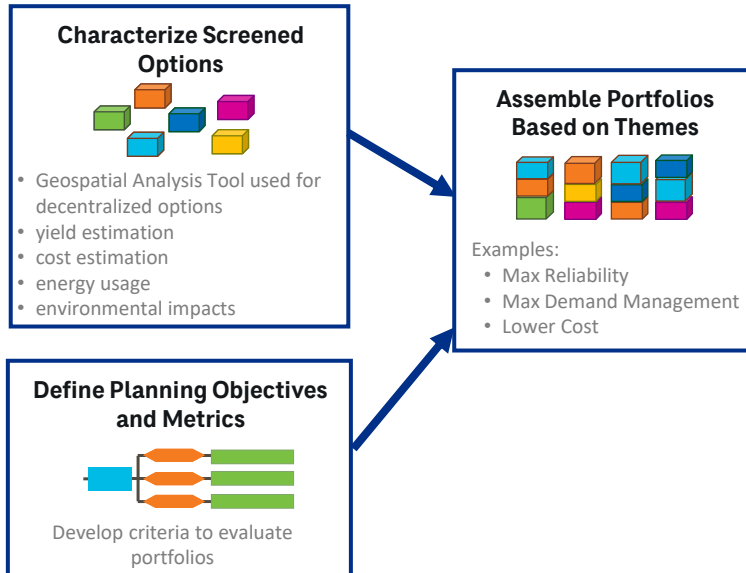 Characterize Screened
Options
• Geospatial Analysis Tool used for
decentralized options
• yield estimation
• cost estimation
• energy usage
• environmental impacts
Define Planning Objectives
and Metrics
Develop criteria to evaluate
portfolios
Assemble Portfolios
Based on Themes
Examples:
• Max Reliability
• Max Demand Management
• Lower Cost